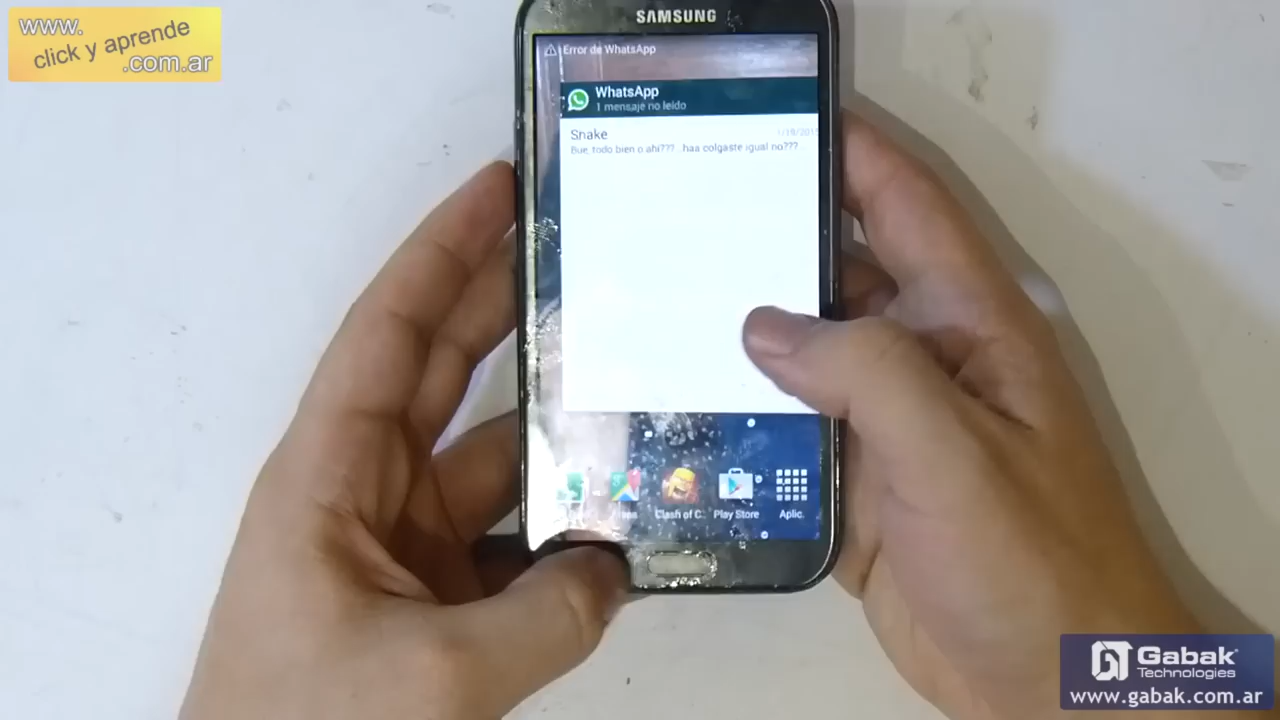 www.
click y aprende
.com.ar
SAMSUNG
Error de WhatsApp
WhatsApp
1 mensaje no leído
Snake
Bue, todo bien o ahi??? ..haa colgaste igual no???
Clash of C..
Play Store
Aplic.
Gabak
Technologies
www.gabak.com.ar